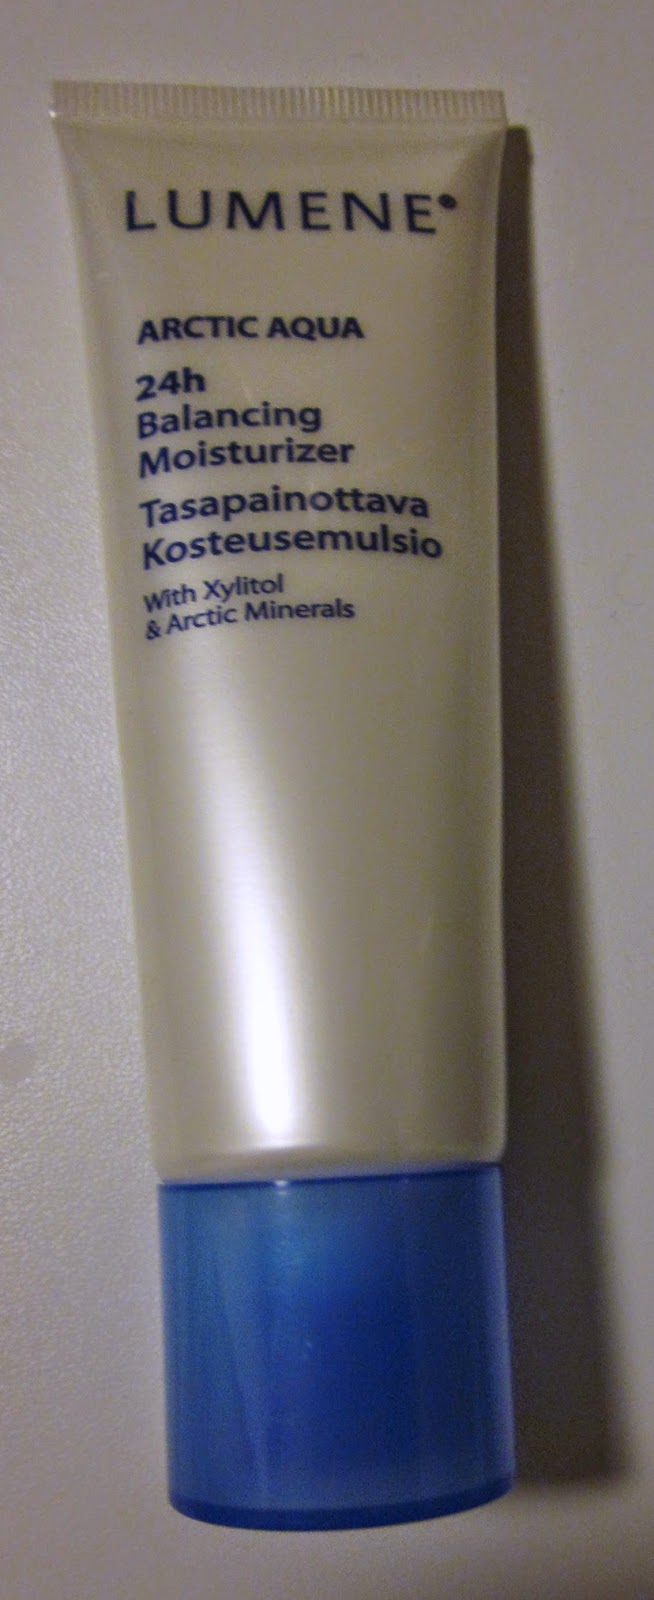 LUMENE®
ARCTIC AQUA
24h
Balancing
Moisturizer
Tasapainottava
Kosteusemulsio
With Xylitol
& Arctic Minerals